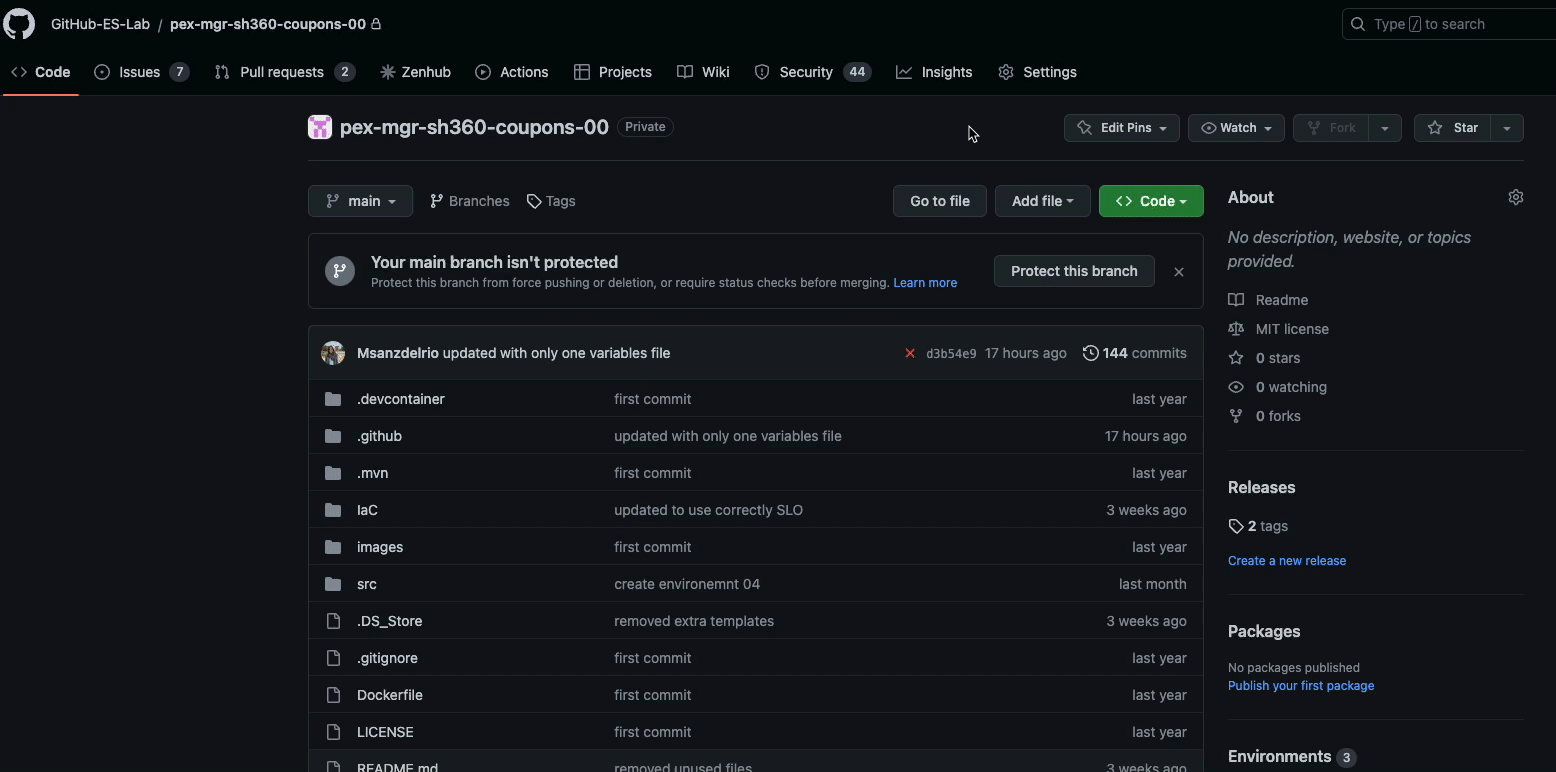 GitHub-ES-Lab / pex-mgr-sh360-coupons-00
Type / to search
Code
Issues 7
Pull requests 2
Zenhub
Actions
Projects
Wiki
Security 44
Insights
Settings
pex-mgr-sh360-coupons-00 Private
Edit Pins
Watch
Fork
Star
main
Branches
Tags
Go to file
Add file
<> Code
Your main branch isn't protected
Protect this branch from force pushing or deletion, or require status checks before merging. Learn more
Protect this branch
Msanzdelrio updated with only one variables file d3b54e9 17 hours ago 144 commits
.devcontainer first commit last year
.github updated with only one variables file 17 hours ago
.mvn first commit last year
IaC updated to use correctly SLO 3 weeks ago
images first commit last year
src create environemnt 04 last month
.DS_Store removed extra templates 3 weeks ago
.gitignore first commit last year
Dockerfile first commit last year
LICENSE first commit last year
README.md removed unused files 3 weeks ago
About
No description, website, or topics
provided.
Readme
MIT license
0 stars
0 watching
0 forks
Releases
2 tags
Create a new release
Packages
No packages published
Publish your first package
Environments 3